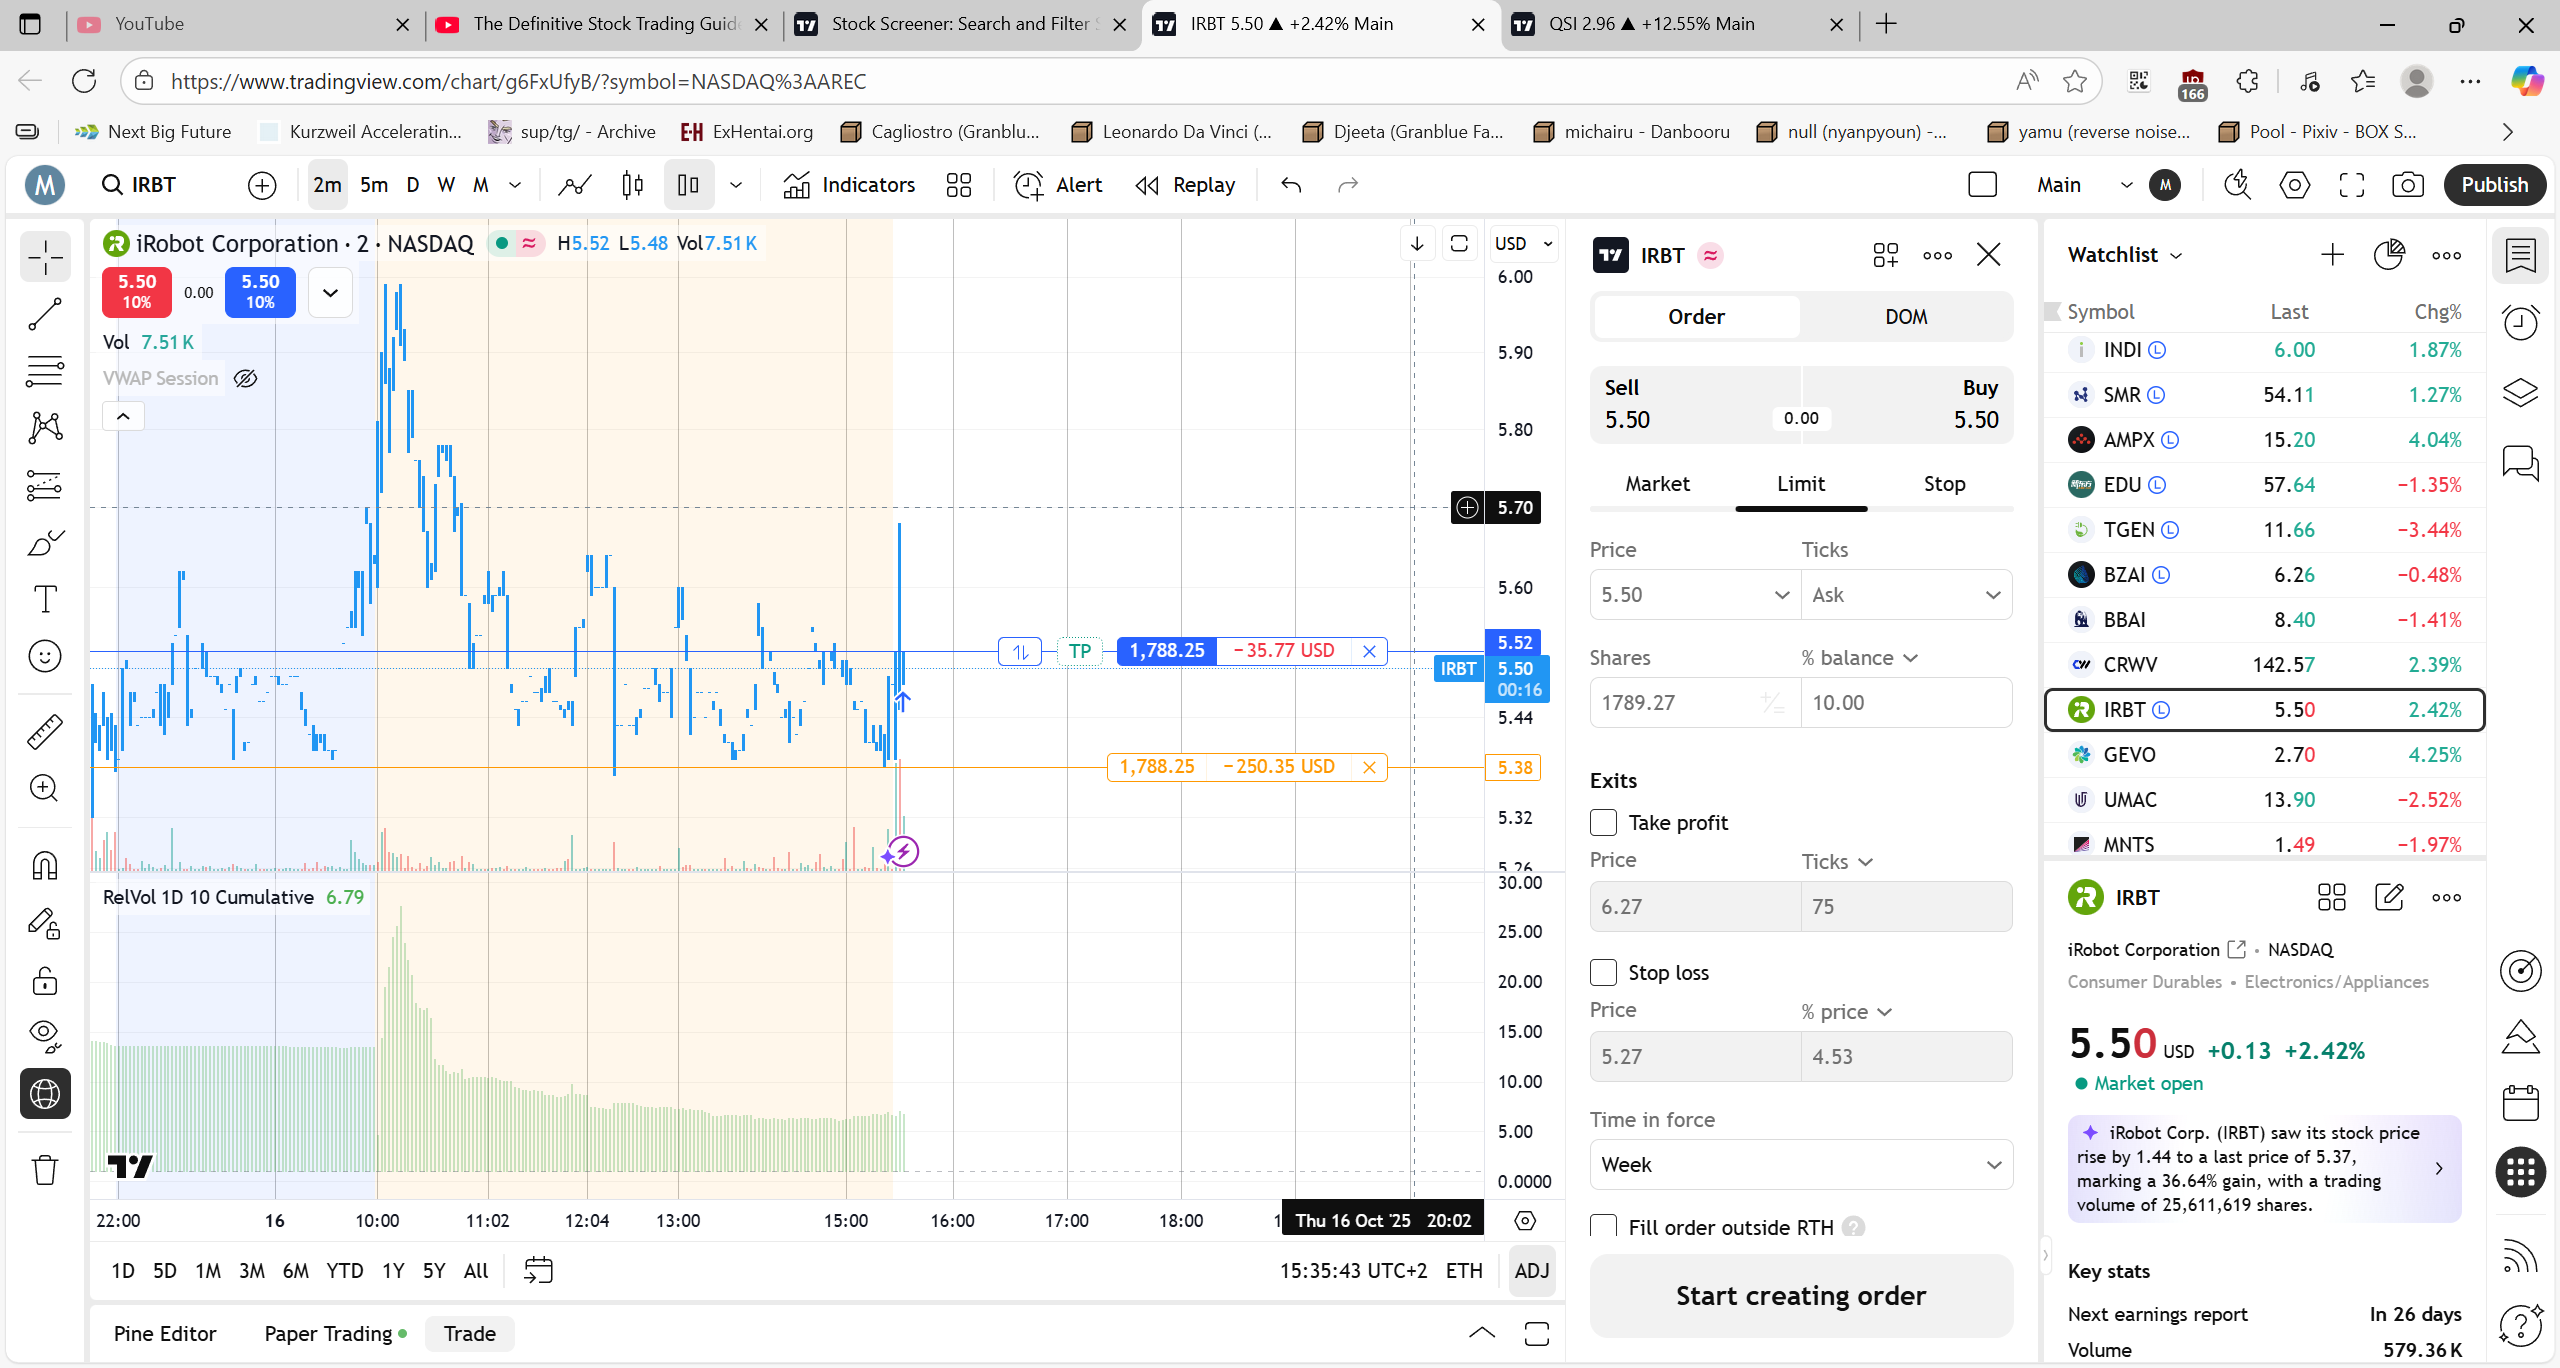 YouTube
The Definitive Stock Trading Guid
Stock Screener: Search and Filter S
IRBT 5.50 ▲ +2.42% Main
QSI 2.96 ▲ +12.55% Main
https://www.tradingview.com/chart/g6FxUfyB/?symbol=NASDAQ%3AAREC
166
Next Big Future
Kurzweil Acceleratin...
sup/tg/ - Archive
E-H ExHentai.org
Cagliostro (Granblu...
Leonardo Da Vinci (...
Djeeta (Granblue Fa...
michairu - Danbooru
null (nyanpyoun) -...
yamu (reverse noise...
Pool - Pixiv - BOX S...
M IRBT 2m 5m D W M Indicators Alert Replay Main M Publish
iRobot Corporation · 2 · NASDAQ H5.52 L5.48 Vol7.51 K
5.50 10% 0.00 5.50 10%
Vol 7.51 K
VWAP Session
USD
6.00
5.90
5.80
5.70
5.60
5.52
IRBT 5.50
00:16
5.44
5.38
5.32
5.26
TP 1,788.25 −35.77 USD
1,788.25 −250.35 USD
RelVol 1D 10 Cumulative 6.79
30.00
25.00
20.00
15.00
10.00
5.00
0.0000
22:00 16 10:00 11:02 12:04 13:00 15:00 16:00 17:00 18:00 Thu 16 Oct '25 20:02
1D 5D 1M 3M 6M YTD 1Y 5Y All
15:35:43 UTC+2 ETH ADJ
Pine Editor Paper Trading Trade
IRBT
Order DOM
Sell Buy
5.50 0.00 5.50
Market Limit Stop
Price Ticks
5.50 Ask
Shares % balance
1789.27 10.00
Exits
Take profit
Price Ticks
6.27 75
Stop loss
Price % price
5.27 4.53
Time in force
Week
Fill order outside RTH
Start creating order
Watchlist
Symbol Last Chg%
INDI L 6.00 1.87%
SMR L 54.11 1.27%
AMPX L 15.20 4.04%
EDU L 57.64 −1.35%
TGEN L 11.66 −3.44%
BZAI L 6.26 −0.48%
BBAI 8.40 −1.41%
CRWV 142.57 2.39%
IRBT L 5.50 2.42%
GEVO 2.70 4.25%
UMAC 13.90 −2.52%
MNTS 1.49 −1.97%
IRBT
iRobot Corporation • NASDAQ
Consumer Durables • Electronics/Appliances
5.50 USD +0.13 +2.42%
Market open
iRobot Corp. (IRBT) saw its stock price
rise by 1.44 to a last price of 5.37,
marking a 36.64% gain, with a trading
volume of 25,611,619 shares.
Key stats
Next earnings report In 26 days
Volume 579.36 K